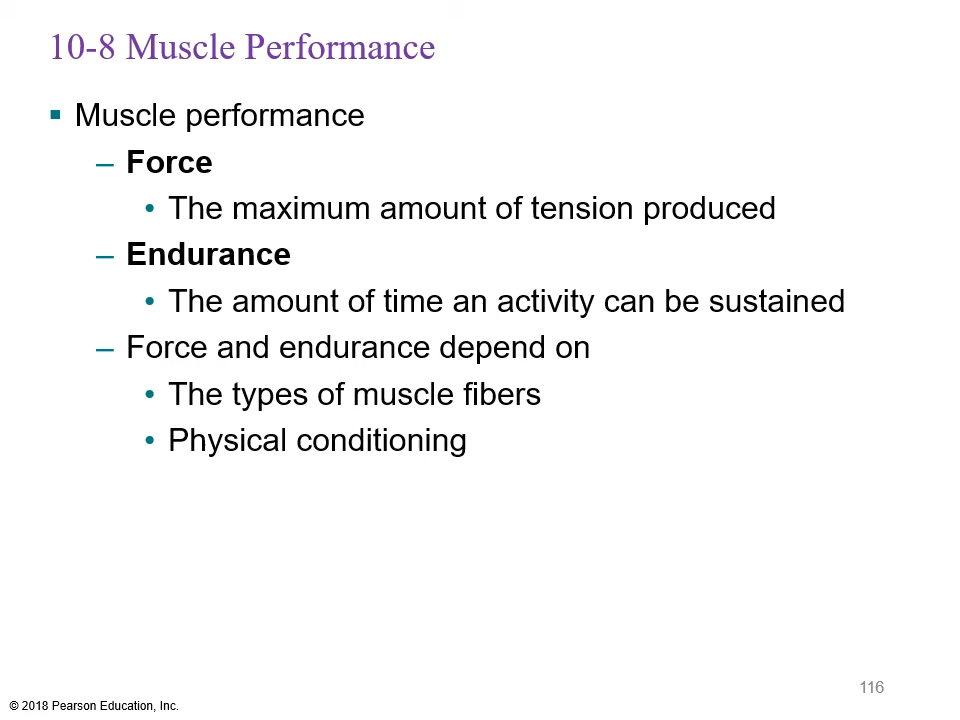 10-8 Muscle Performance
▪ Muscle performance
– Force
• The maximum amount of tension produced
– Endurance
• The amount of time an activity can be sustained
– Force and endurance depend on
• The types of muscle fibers
• Physical conditioning
116
© 2018 Pearson Education, Inc.